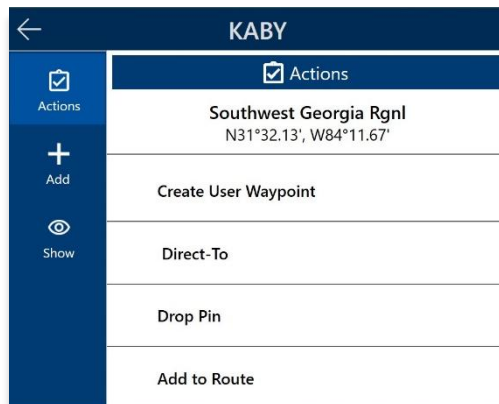 KABY
Actions
Add
Show
Actions
Southwest Georgia Rgnl
N31°32.13', W84°11.67'
Create User Waypoint
Direct-To
Drop Pin
Add to Route